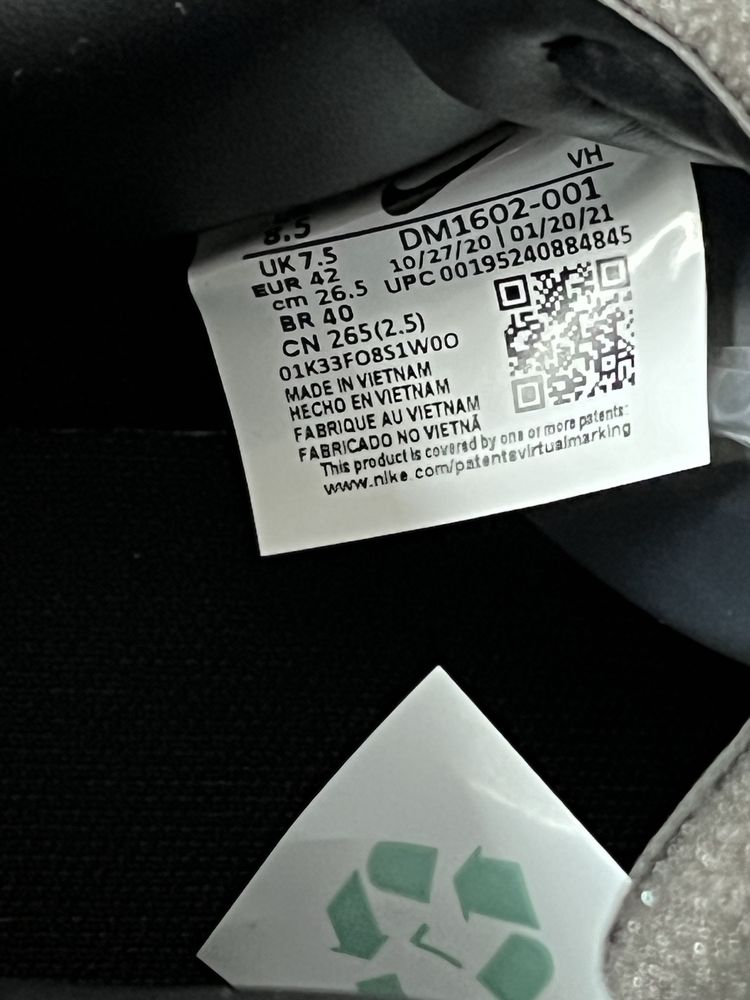 VH
8.5
DM1602-001
UK 7.5
10/27/20 | 01/20/21
EUR 42
UPC 00195240884845
cm 26.5
BR 40
CN 265(2.5)
01K33FO8S1W00
MADE IN VIETNAM
HECHO EN VIETNAM
FABRIQUE AU VIETNAM
FABRICADO NO VIETNÃ
This product is covered by one or more patents:
www.nike.com/patentsvirtualmarking